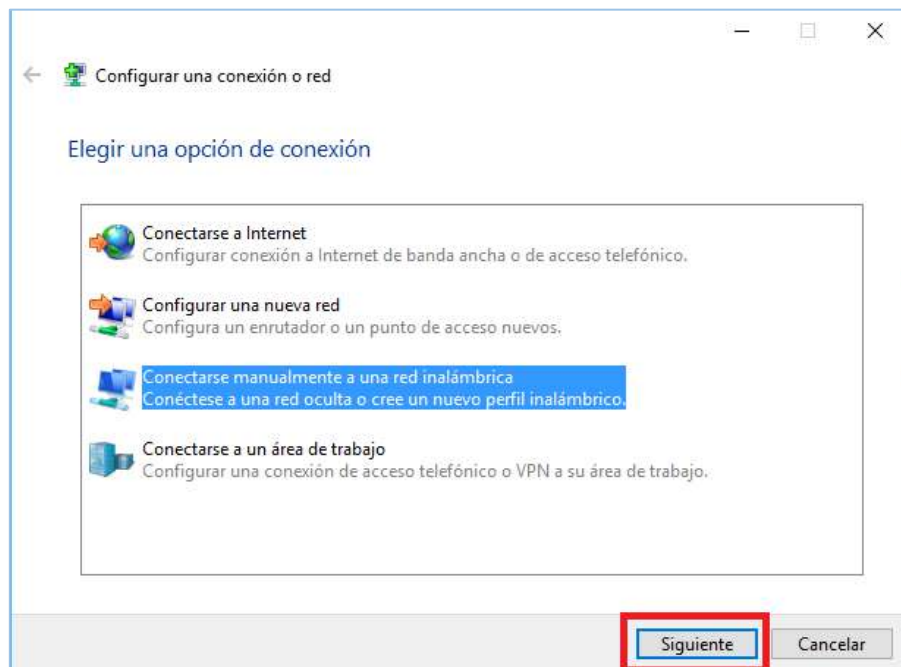 Configurar una conexión o red
Elegir una opción de conexión
Conectarse a Internet
Configurar conexión a Internet de banda ancha o de acceso telefónico.
Configurar una nueva red
Configura un enrutador o un punto de acceso nuevos.
Conectarse manualmente a una red inalámbrica
Conéctese a una red oculta o cree un nuevo perfil inalámbrico.
Conectarse a un área de trabajo
Configurar una conexión de acceso telefónico o VPN a su área de trabajo.
Siguiente Cancelar